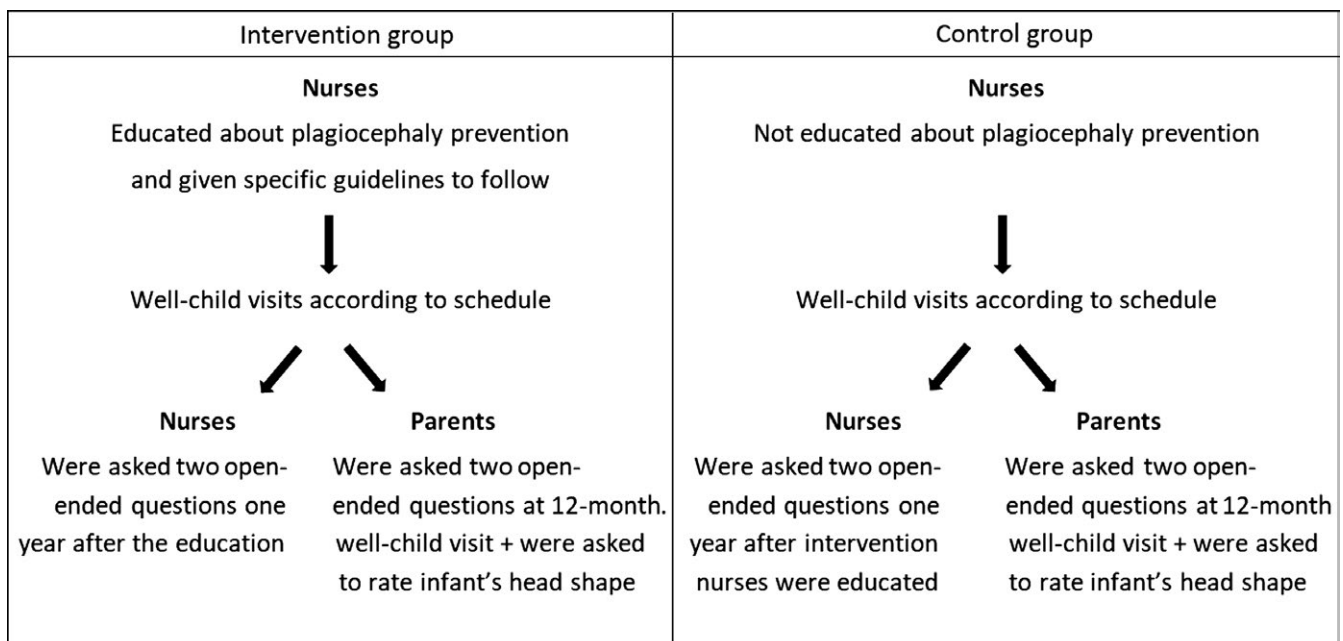 Intervention group
Control group
Nurses
Educated about plagiocephaly prevention
and given specific guidelines to follow
Well-child visits according to schedule
Nurses
Were asked two open-
ended questions one
year after the education
Parents
Were asked two open-
ended questions at 12-month.
well-child visit + were asked
to rate infant's head shape
Nurses
Not educated about plagiocephaly prevention
Well-child visits according to schedule
Nurses
Were asked two open-
ended questions one
year after intervention
nurses were educated
Parents
Were asked two open-
ended questions at 12-month
well-child visit + were asked
to rate infant's head shape